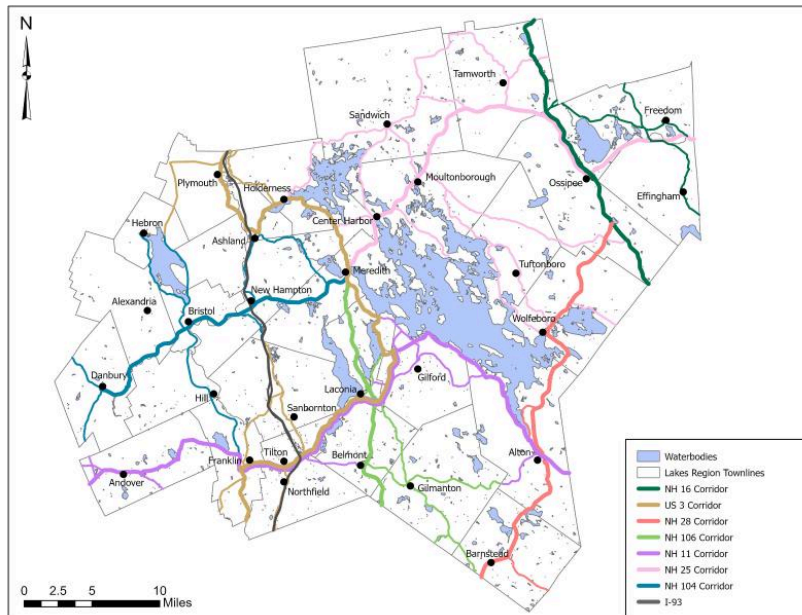 N
Tamworth
Sandwich
Freedom
Plymouth
Holderness
Moultonborough
Ossipee
Effingham
Hebron
Center Harbor
Ashland
Meredith
Tuftonboro
New Hampton
Alexandria
Bristol
Wolfeboro
Danbury
Gilford
Hill
Laconia
Sanbornton
Franklin
Tilton
Belmont
Alton
Andover
Northfield
Gilmanton
Barnstead
Waterbodies
Lakes Region Townlines
NH 16 Corridor
US 3 Corridor
NH 28 Corridor
NH 106 Corridor
NH 11 Corridor
NH 25 Corridor
NH 104 Corridor
I-93
0 2.5 5 10
Miles